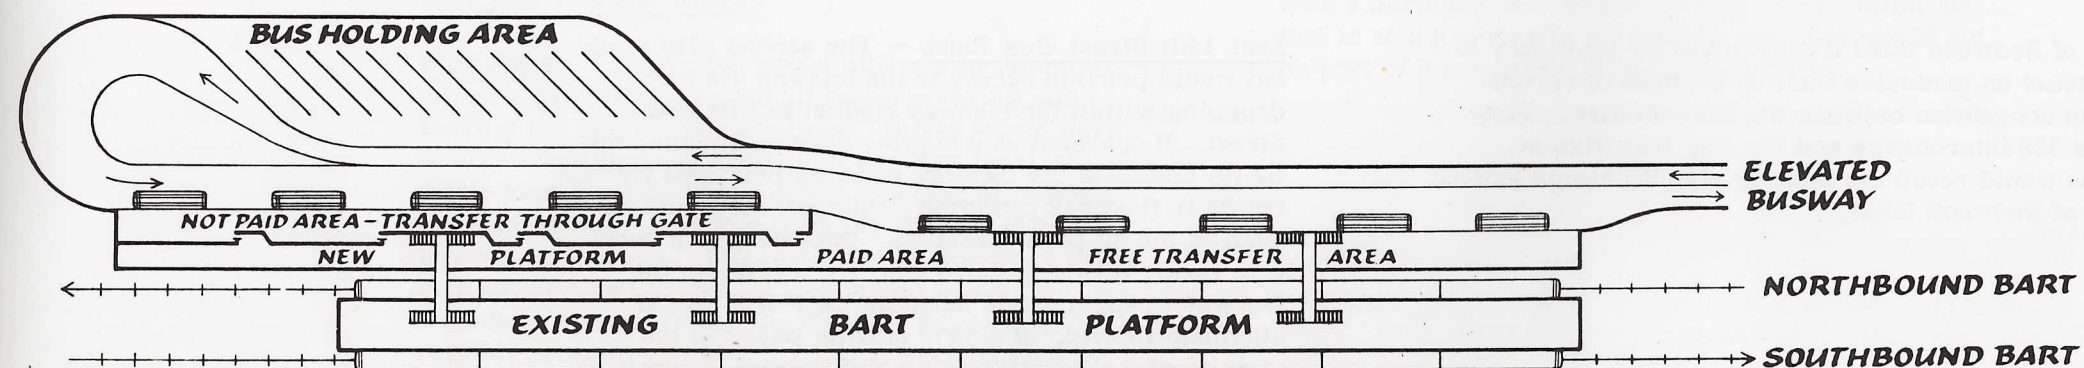 BUS HOLDING AREA
ELEVATED
BUSWAY
NOT PAID AREA - TRANSFER THROUGH GATE
NEW PLATFORM PAID AREA FREE TRANSFER AREA
NORTHBOUND BART
EXISTING BART PLATFORM
SOUTHBOUND BART